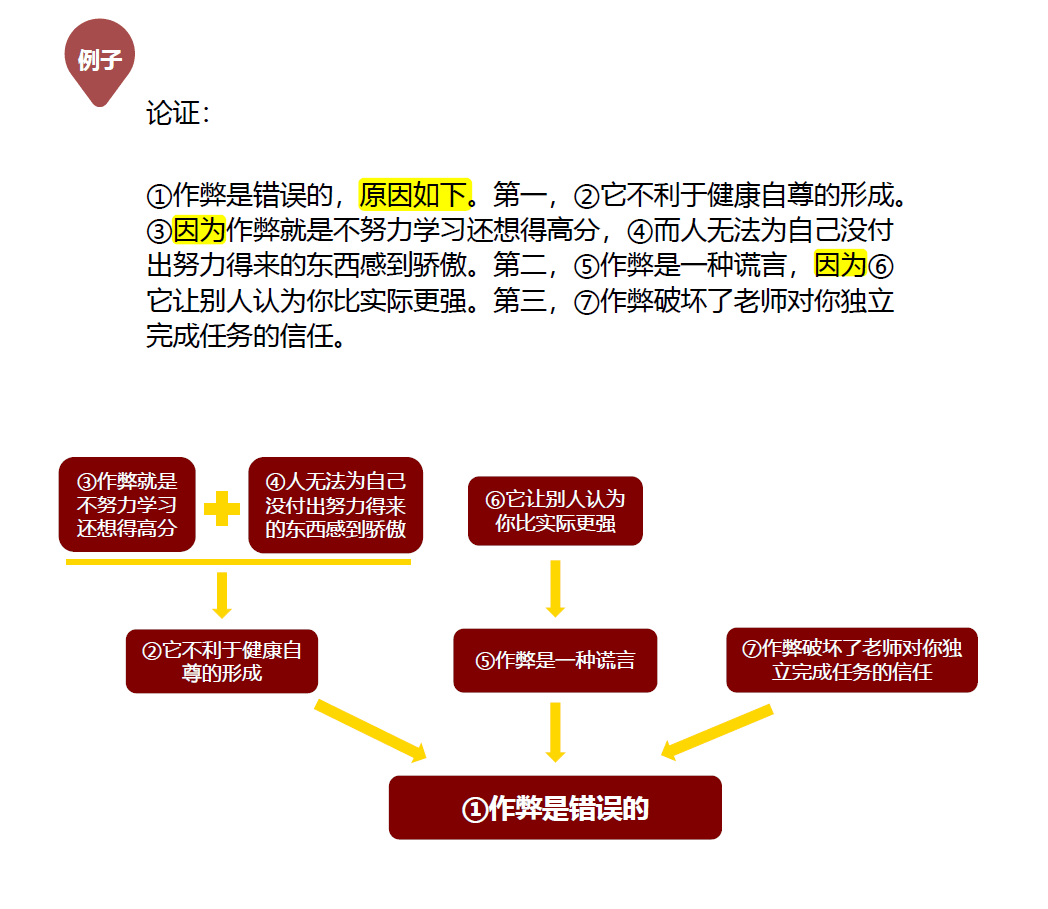 例子
论证：
①作弊是错误的，原因如下。第一，②它不利于健康自尊的形成。
③因为作弊就是不努力学习还想得高分，④而人无法为自己没付
出努力得来的东西感到骄傲。第二，⑤作弊是一种谎言，因为⑥
它让别人认为你比实际更强。第三，⑦作弊破坏了老师对你独立
完成任务的信任。
③作弊就是
不努力学习
还想得高分
④人无法为自己
没付出努力得来
的东西感到骄傲
⑥它让别人认为
你比实际更强
②它不利于健康自
尊的形成
⑤作弊是一种谎言
⑦作弊破坏了老师对你独
立完成任务的信任
①作弊是错误的